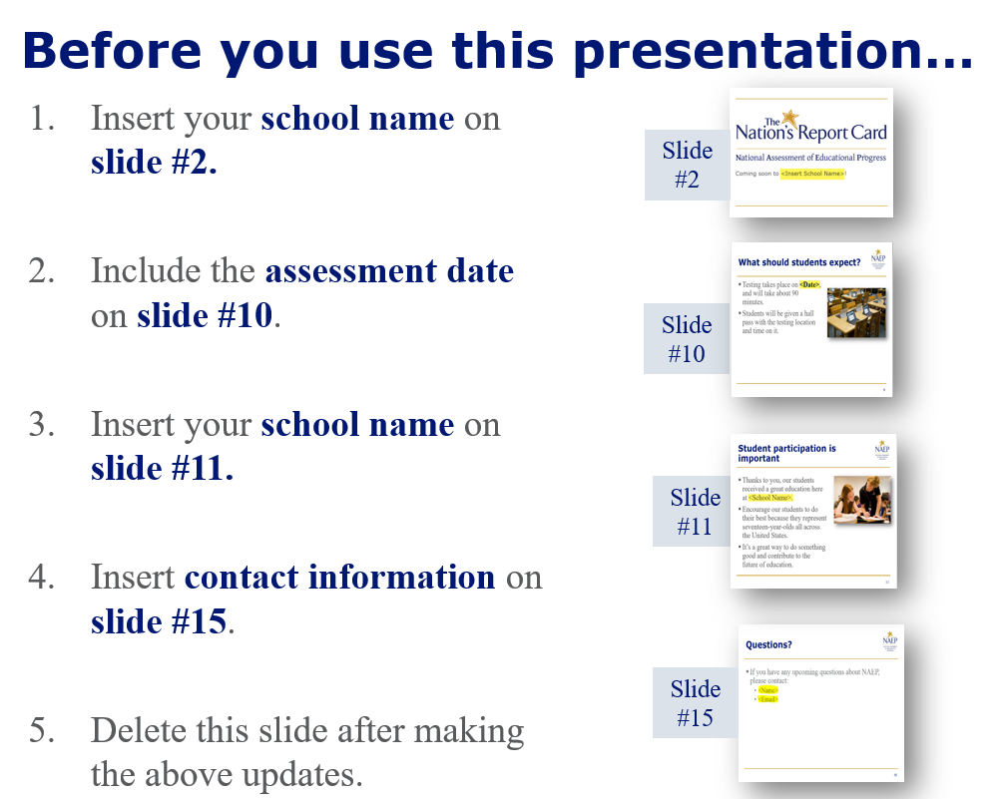 Before you use this presentation...
1. Insert your school name on
slide #2.
2. Include the assessment date
on slide #10.
3. Insert your school name on
slide #11.
4. Insert contact information on
slide #15.
5. Delete this slide after making
the above updates.
Slide
#2
The
Nation's Report Card
National Assessment of Educational Progress
Coming soon to <Insert School Name>!
Slide
#10
What should students expect?
NAEP
• Testing takes place on <Date>,
and will take about 90
minutes.
• Students will be given a hall
pass with the testing location
and time on it.
Slide
#11
Student participation is
important
NAEP
• Thanks to you, our students
received a great education here
at <School Name>.
• Encourage our students to do
their best because they represent
seventeen-year-olds all across
the United States.
• It's a great way to do something
good and contribute to the
future of education.
Slide
#15
Questions?
NAEP
• If you have any upcoming questions about NAEP,
please contact:
• <Name>
• <Email>